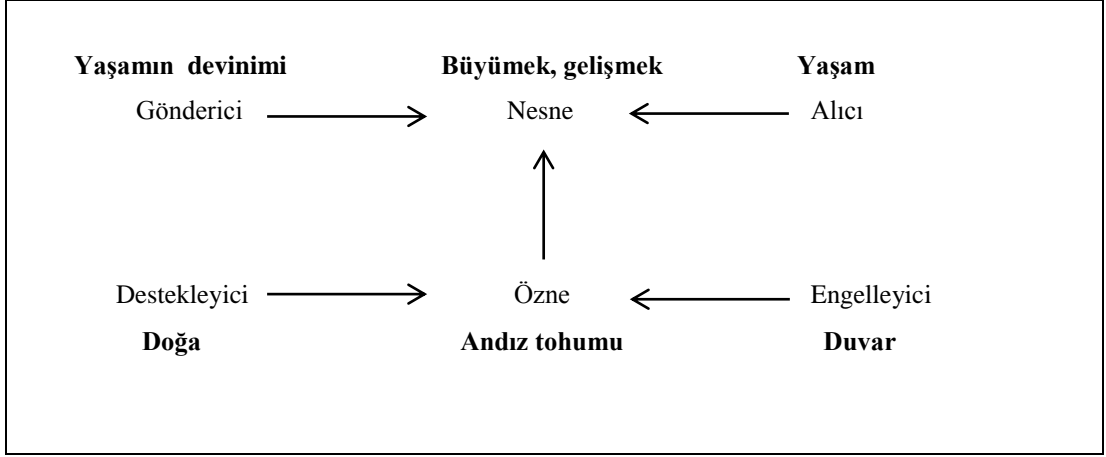 Yaşamın devinimi Büyümek, gelişmek Yaşam
Gönderici Nesne Alıcı
Destekleyici Özne Engelleyici
Doğa Andız tohumu Duvar